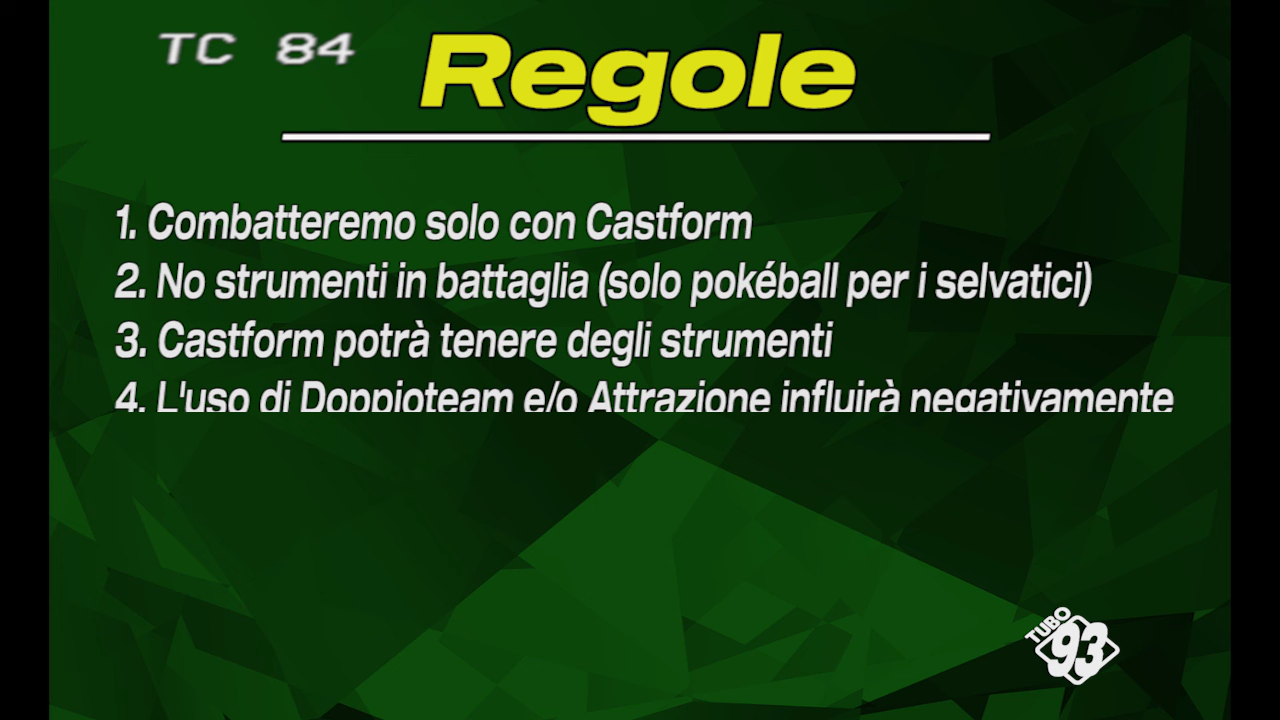 TC 84
Regole
1. Combatteremo solo con Castform
2. No strumenti in battaglia (solo pokéball per i selvatici)
3. Castform potrà tenere degli strumenti
4. L'uso di Doppioteam e/o Attrazione influirà negativamente
TUBO
93